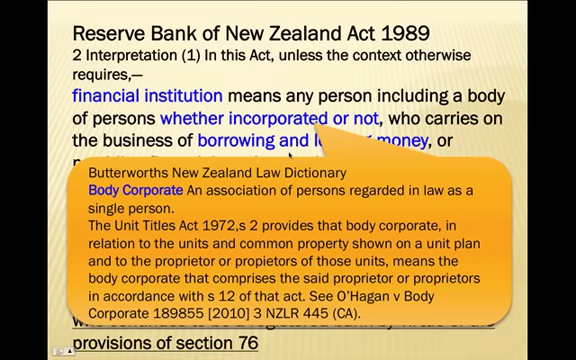 Reserve Bank of New Zealand Act 1989
2 Interpretation (1) In this Act, unless the context otherwise
requires,—
financial institution means any person including a body
of persons whether incorporated or not, who carries on
the business of borrowing and money, or
Butterworths New Zealand Law Dictionary
Body Corporate An association of persons regarded in law as a
single person.
The Unit Titles Act 1972,s 2 provides that body corporate, in
relation to the units and common property shown on a unit plan
and to the proprietor or propietors of those units, means the
body corporate that comprises the said proprietor or proprietors
in accordance with s 12 of that act. See O'Hagan v Body
Corporate 189855 [2010] 3 NZLR 445 (CA).
provisions of section 76